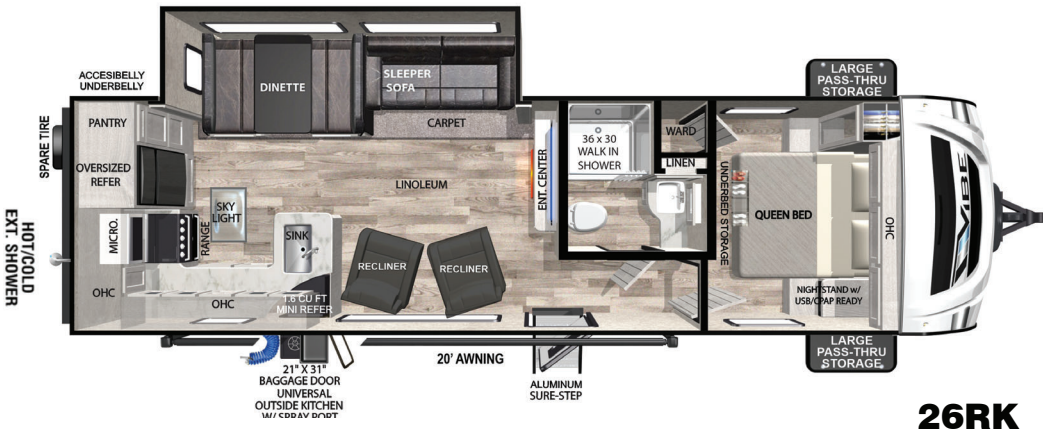 ACCESIBELLY
UNDERBELLY
SPARE TIRE
HOT/COLD
EXT. SHOWER
PANTRY
OVERSIZED
REFER
MICRO.
RANGE
OHC
OHC
SKY
LIGHT
SINK
1.6 CU FT
MINI REFER
DINETTE
SLEEPER
SOFA
CARPET
LINOLEUM
RECLINER
RECLINER
ENT. CENTER
36 x 30
WALK IN
SHOWER
WARD
LINEN
UNDERBED STORAGE
QUEEN BED
OHC
NIGHTSTAND w/
USB/CPAP READY
LARGE
PASS-THRU
STORAGE
VIBE
LARGE
PASS-THRU
STORAGE
20' AWNING
21" X 31"
BAGGAGE DOOR
UNIVERSAL
OUTSIDE KITCHEN
W/ SPRAY PORT
ALUMINUM
SURE-STEP
26RK